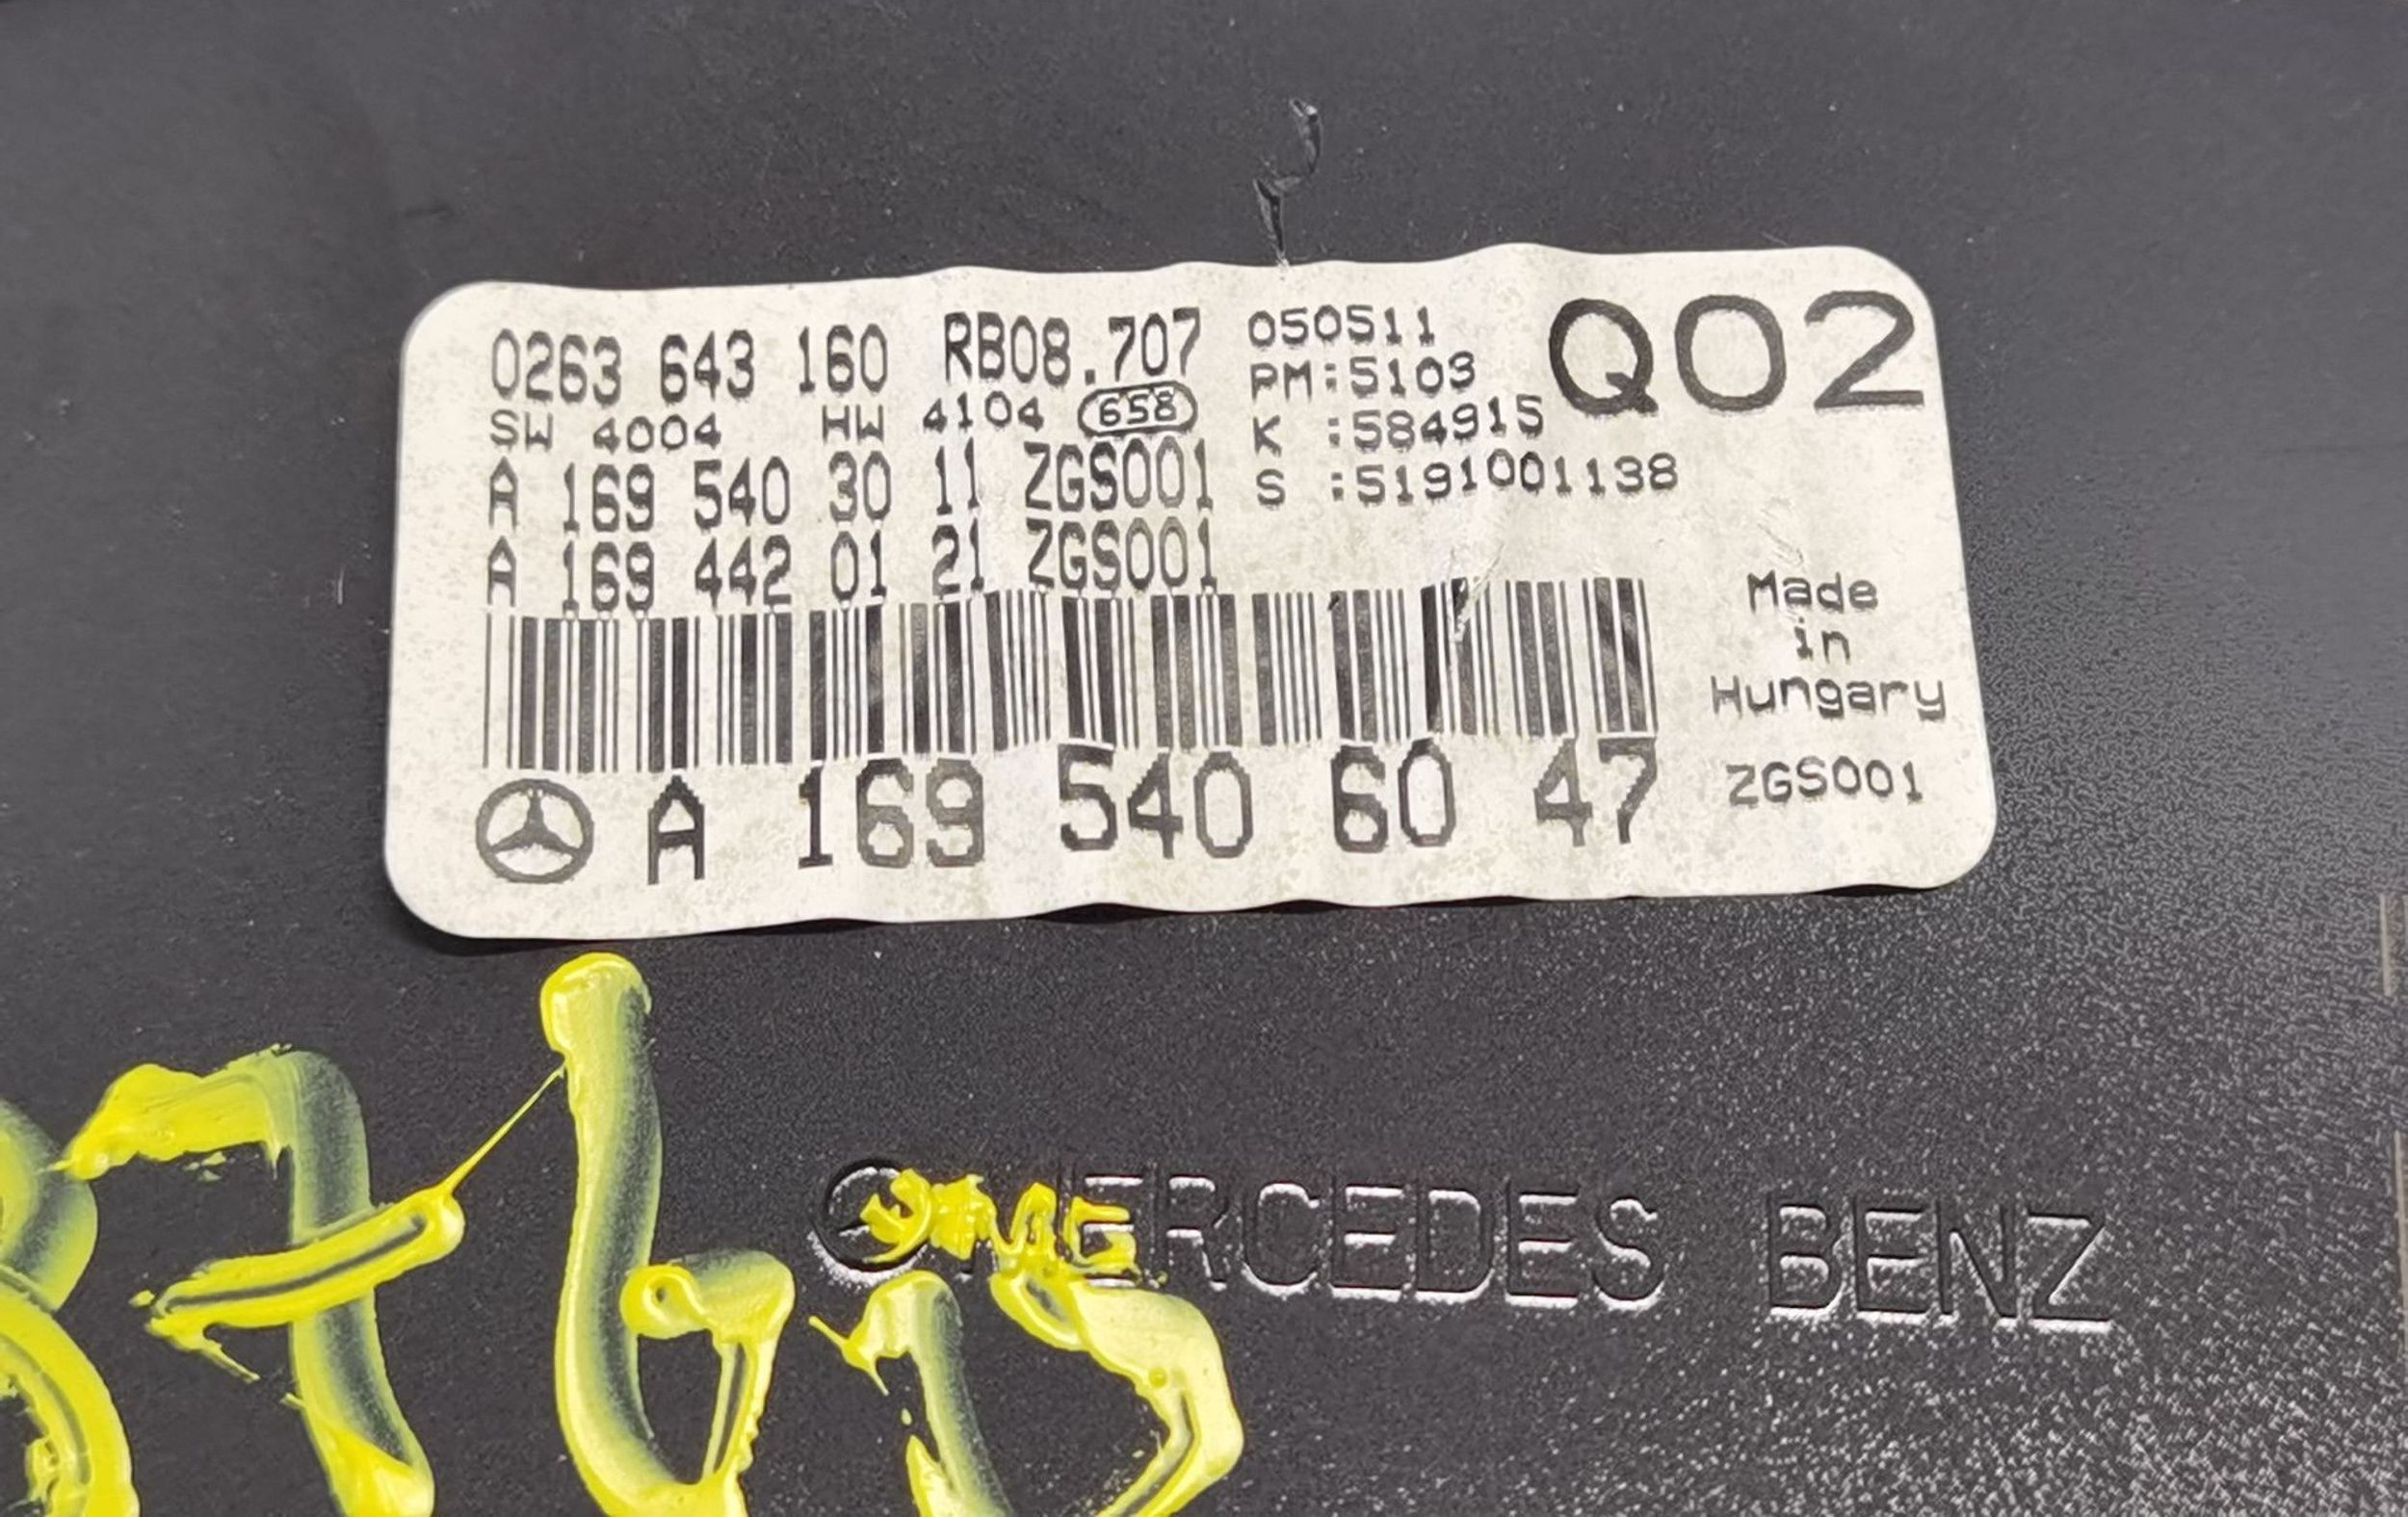 0263 643 160 RB08.707
SW 4004 HW 4104 658
A 169 540 30 11 ZGS001
A 169 442 01 21 ZGS001
050511
PM:5103
K :584915
S :5191001138
Q02
Made
in
Hungary
A 169 540 60 47
ZGS001
MERCEDES BENZ